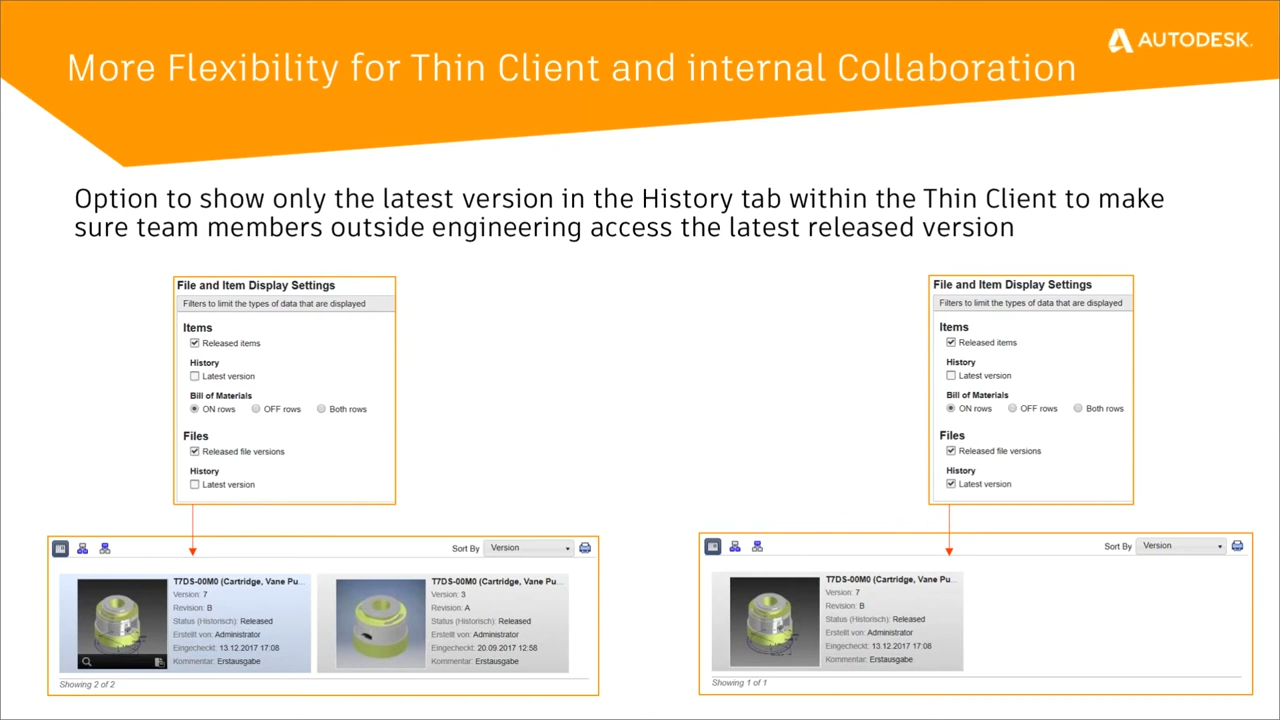 AUTODESK.
More Flexibility for Thin Client and internal Collaboration
Option to show only the latest version in the History tab within the Thin Client to make
sure team members outside engineering access the latest released version
File and Item Display Settings
Filters to limit the types of data that are displayed
Items
Released items
History
Latest version
Bill of Materials
ON rows OFF rows Both rows
Files
Released file versions
History
Latest version
File and Item Display Settings
Filters to limit the types of data that are displayed
Items
Released items
History
Latest version
Bill of Materials
ON rows OFF rows Both rows
Files
Released file versions
History
Latest version
Sort By Version
T7DS-00M0 (Cartridge, Vane Pu...
Version: 7
Revision: B
Status (Historisch): Released
Erstellt von: Administrator
Eingecheckt: 13.12.2017 17:08
Kommentar: Erstausgabe
T7DS-00M0 (Cartridge, Vane Pu...
Version: 3
Revision: A
Status (Historisch): Released
Erstellt von: Administrator
Eingecheckt: 20.09.2017 12:58
Kommentar: Erstausgabe
Showing 2 of 2
Sort By Version
T7DS-00M0 (Cartridge, Vane Pu...
Version: 7
Revision: B
Status (Historisch): Released
Erstellt von: Administrator
Eingecheckt: 13.12.2017 17:08
Kommentar: Erstausgabe
Showing 1 of 1